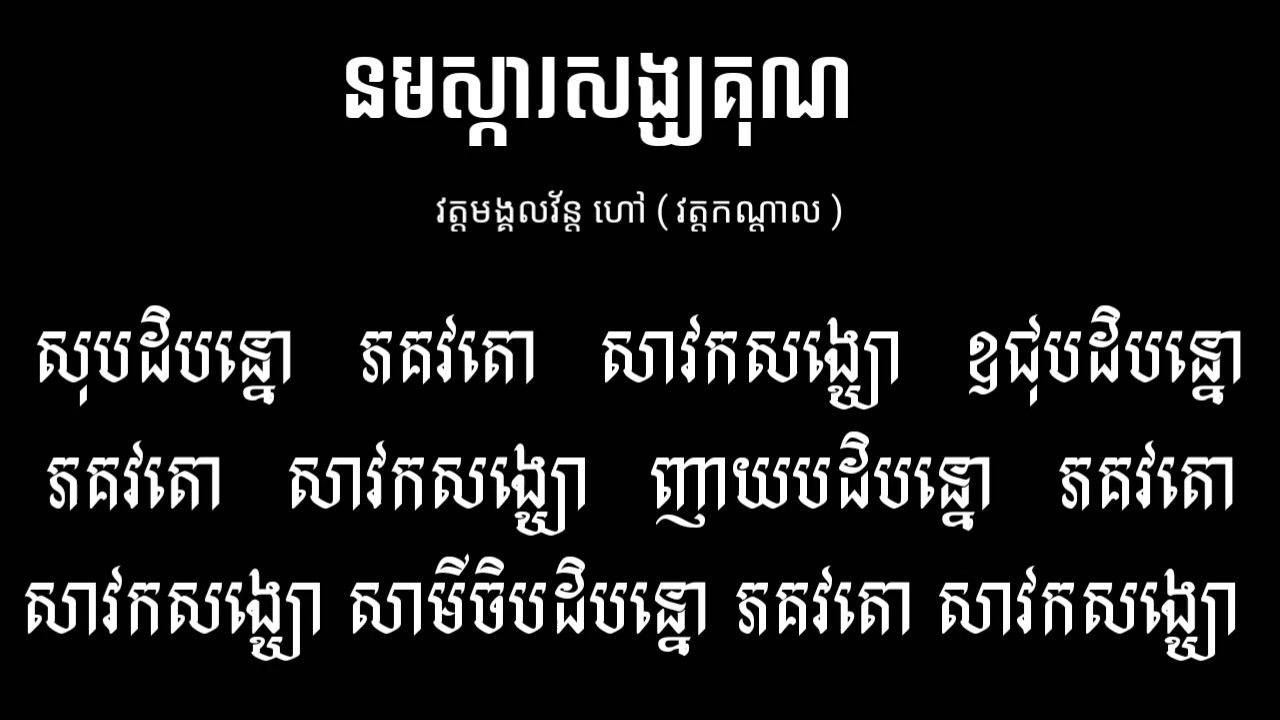 នមស្ការសង្ឃគុណ
វត្តមង្គលវ័ន្ត ហៅ ( វត្តកណ្តាល )
សុបដិបន្នោ ភគវតោ សាវកសង្ឃោ ឧជុបដិបន្នោ
ភគវតោ សាវកសង្ឃោ ញាយបដិបន្នោ ភគវតោ
សាវកសង្ឃោ សាមីចិបដិបន្នោ ភគវតោ សាវកសង្ឃោ